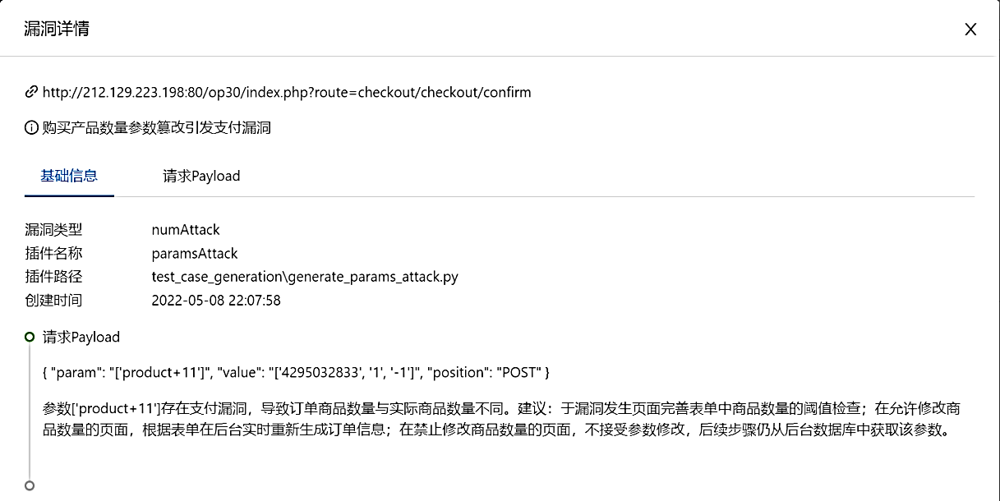 漏洞详情
http://212.129.223.198:80/op30/index.php?route=checkout/checkout/confirm
购买产品数量参数篡改引发支付漏洞
基础信息 请求Payload
漏洞类型 numAttack
插件名称 paramsAttack
插件路径 test_case_generation\generate_params_attack.py
创建时间 2022-05-08 22:07:58
请求Payload
{ "param": "['product+11']", "value": "['4295032833', '1', '-1']", "position": "POST" }
参数['product+11']存在支付漏洞，导致订单商品数量与实际商品数量不同。建议：于漏洞发生页面完善表单中商品数量的阈值检查；在允许修改商
品数量的页面，根据表单在后台实时重新生成订单信息；在禁止修改商品数量的页面，不接受参数修改，后续步骤仍从后台数据库中获取该参数。